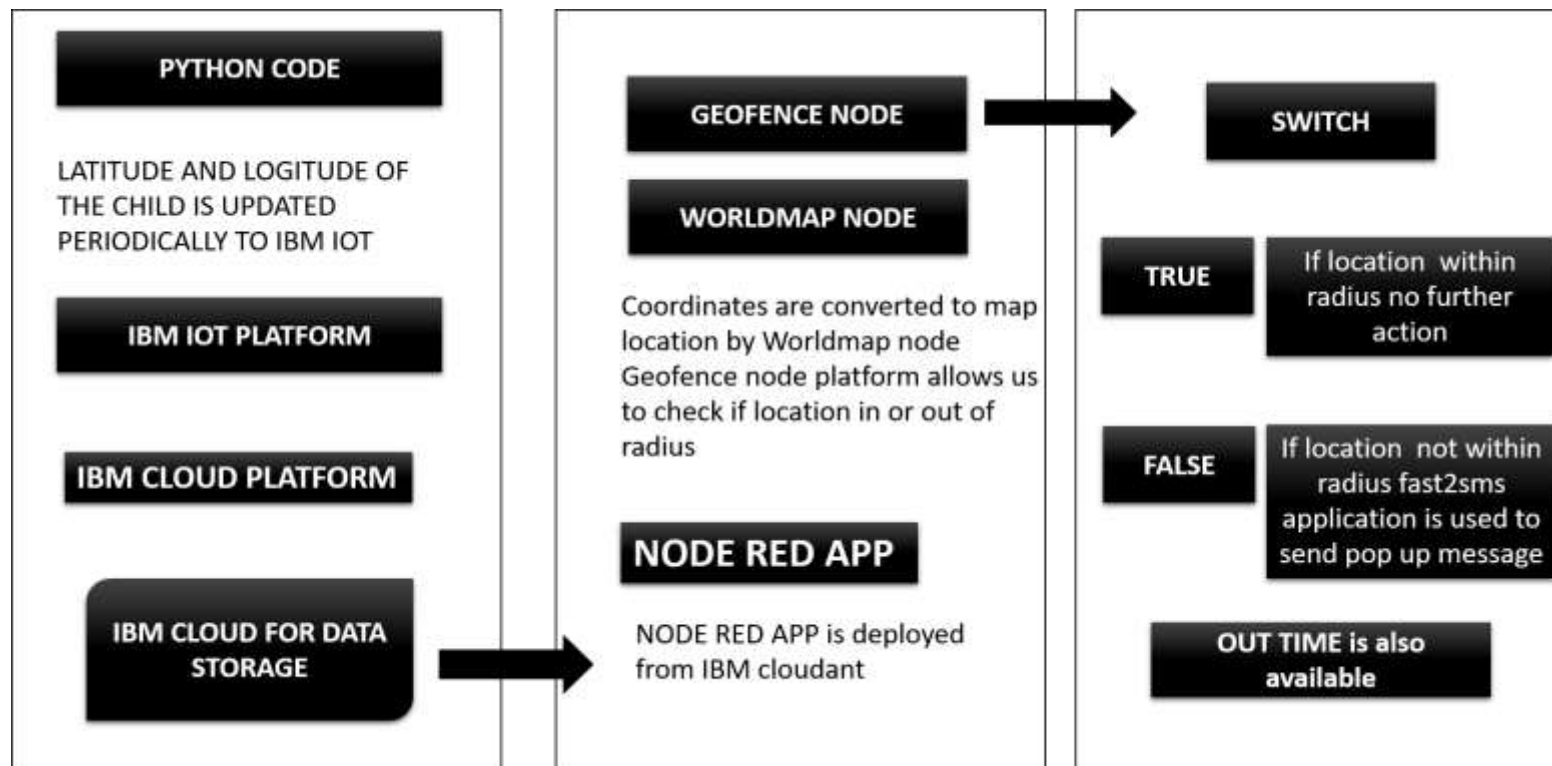 PYTHON CODE
LATITUDE AND LOGITUDE OF
THE CHILD IS UPDATED
PERIODICALLY TO IBM IOT
IBM IOT PLATFORM
IBM CLOUD PLATFORM
IBM CLOUD FOR DATA
STORAGE
GEOFENCE NODE
WORLDMAP NODE
Coordinates are converted to map
location by Worldmap node
Geofence node platform allows us
to check if location in or out of
radius
NODE RED APP
NODE RED APP is deployed
from IBM cloudant
SWITCH
TRUE
If location within
radius no further
action
FALSE
If location not within
radius fast2sms
application is used to
send pop up message
OUT TIME is also
available